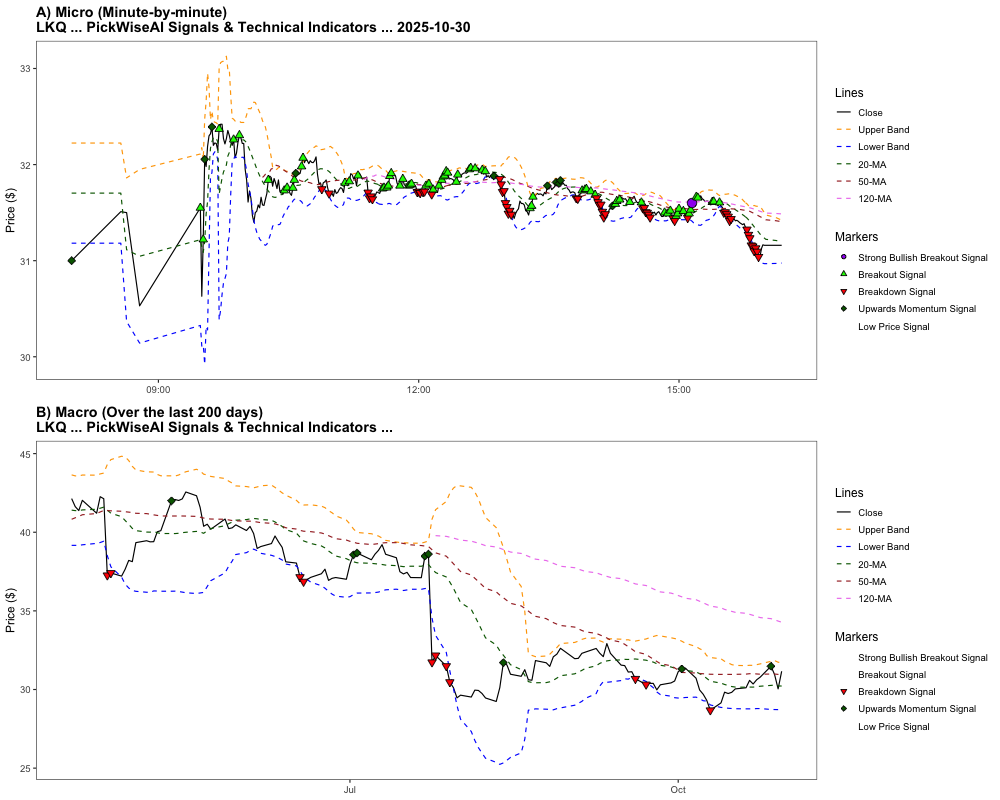 A) Micro (Minute-by-minute)
LKQ ... PickWiseAI Signals & Technical Indicators ... 2025-10-30
33
32
31
30
Price ($)
09:00
12:00
15:00
Lines
Close
Upper Band
Lower Band
20-MA
50-MA
120-MA
Markers
Strong Bullish Breakout Signal
Breakout Signal
Breakdown Signal
Upwards Momentum Signal
Low Price Signal
B) Macro (Over the last 200 days)
LKQ ... PickWiseAI Signals & Technical Indicators ...
45
40
35
30
25
Price ($)
Jul
Oct
Lines
Close
Upper Band
Lower Band
20-MA
50-MA
120-MA
Markers
Strong Bullish Breakout Signal
Breakout Signal
Breakdown Signal
Upwards Momentum Signal
Low Price Signal